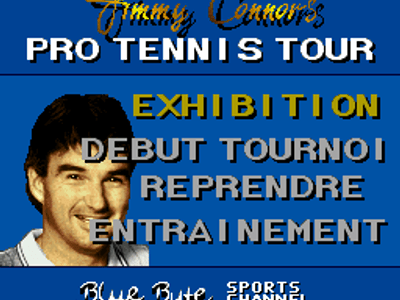 Jimmy Connors
PRO TENNIS TOUR
EXHIBITION
DEBUT TOURNOI
REPRENDRE
ENTRAINEMENT
Blue Byte SPORTS
CHANNEL